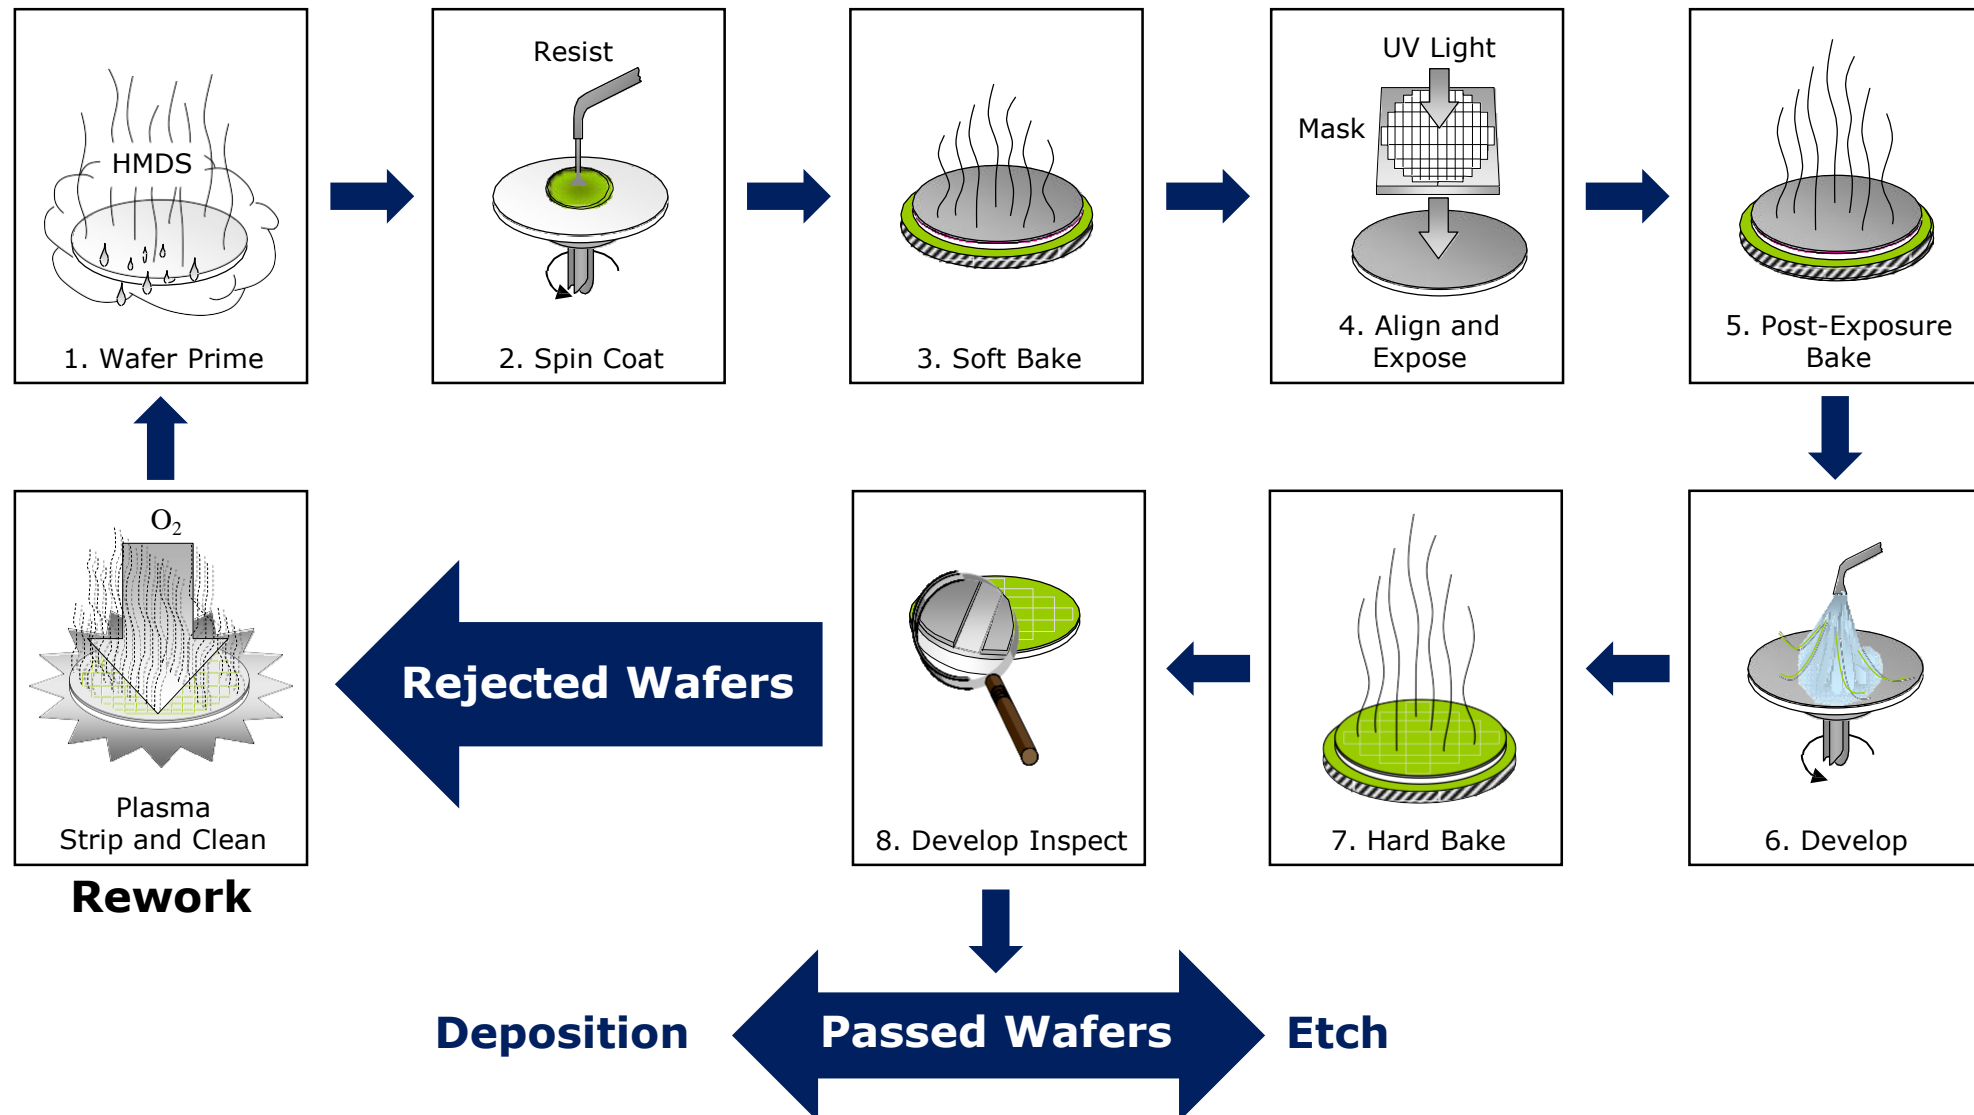 HMDS
1. Wafer Prime
Resist
2. Spin Coat
3. Soft Bake
UV Light
Mask
4. Align and
Expose
5. Post-Exposure
Bake
O₂
Plasma
Strip and Clean
Rework
Rejected Wafers
8. Develop Inspect
7. Hard Bake
6. Develop
Deposition
Passed Wafers
Etch